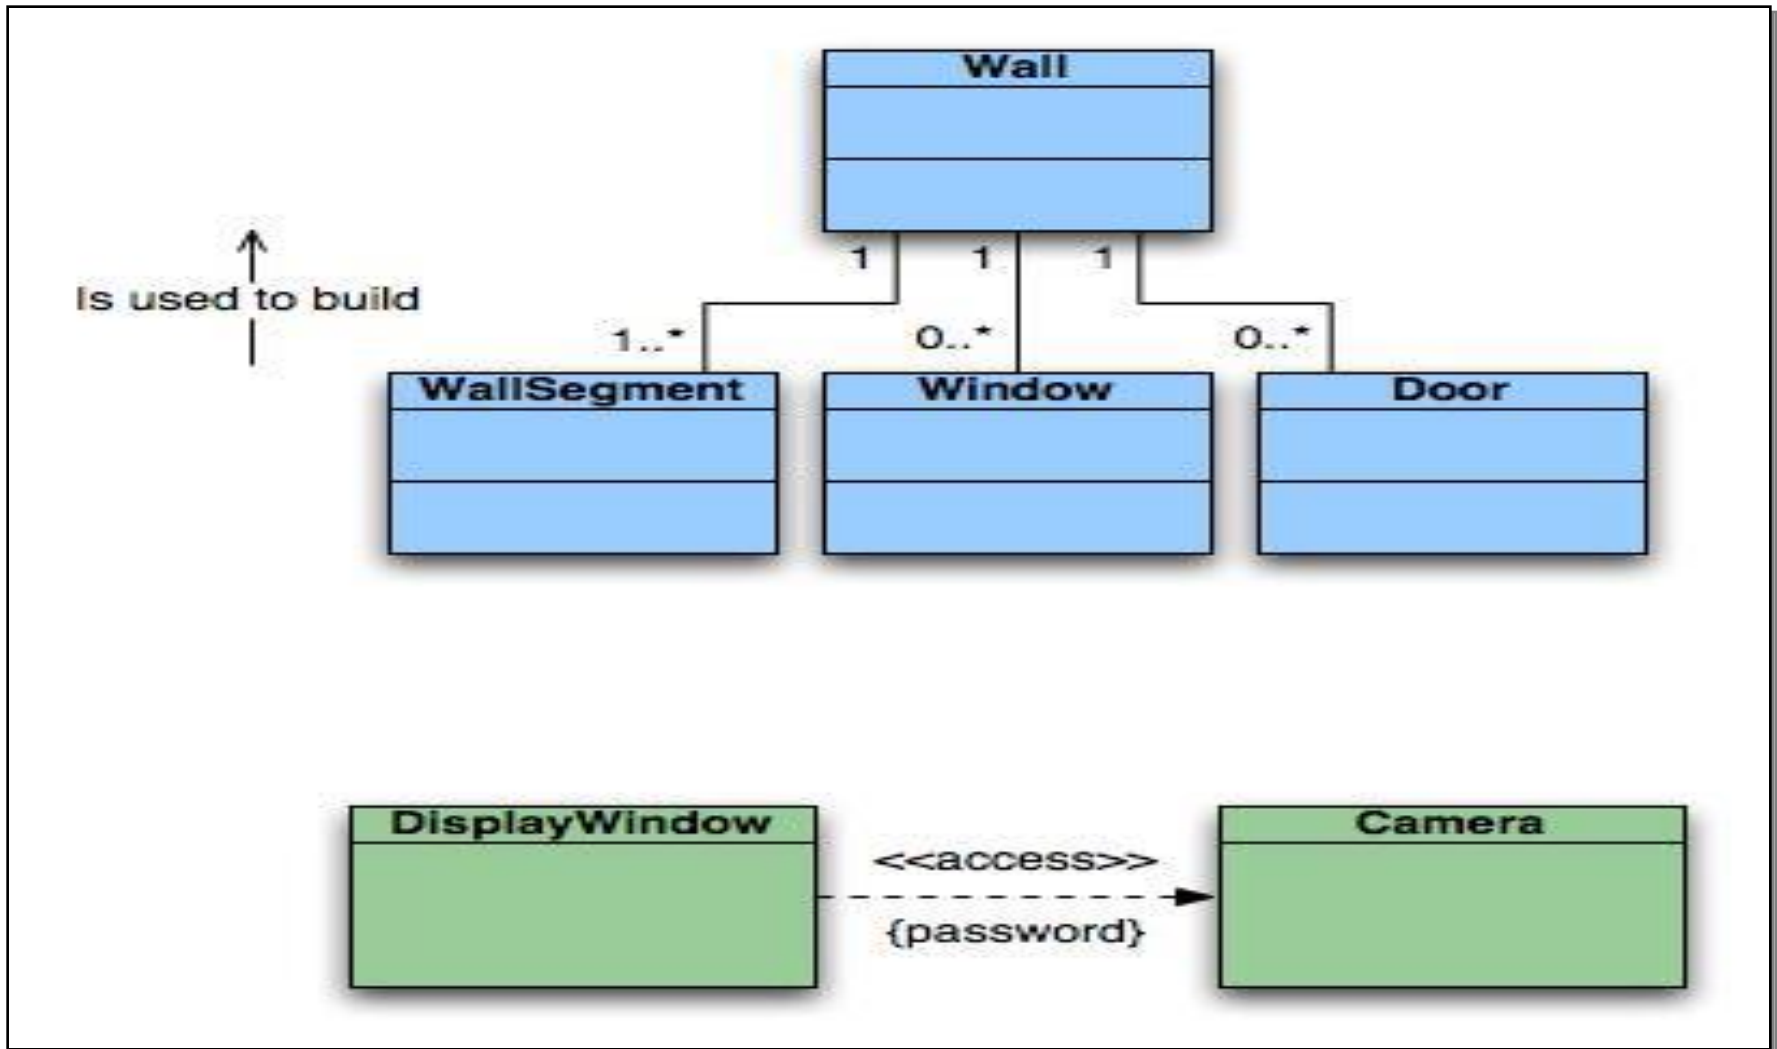 Wall
1
1
1
Is used to build
1..*
0..*
0..*
WallSegment
Window
Door
DisplayWindow
<<access>>
{password}
Camera